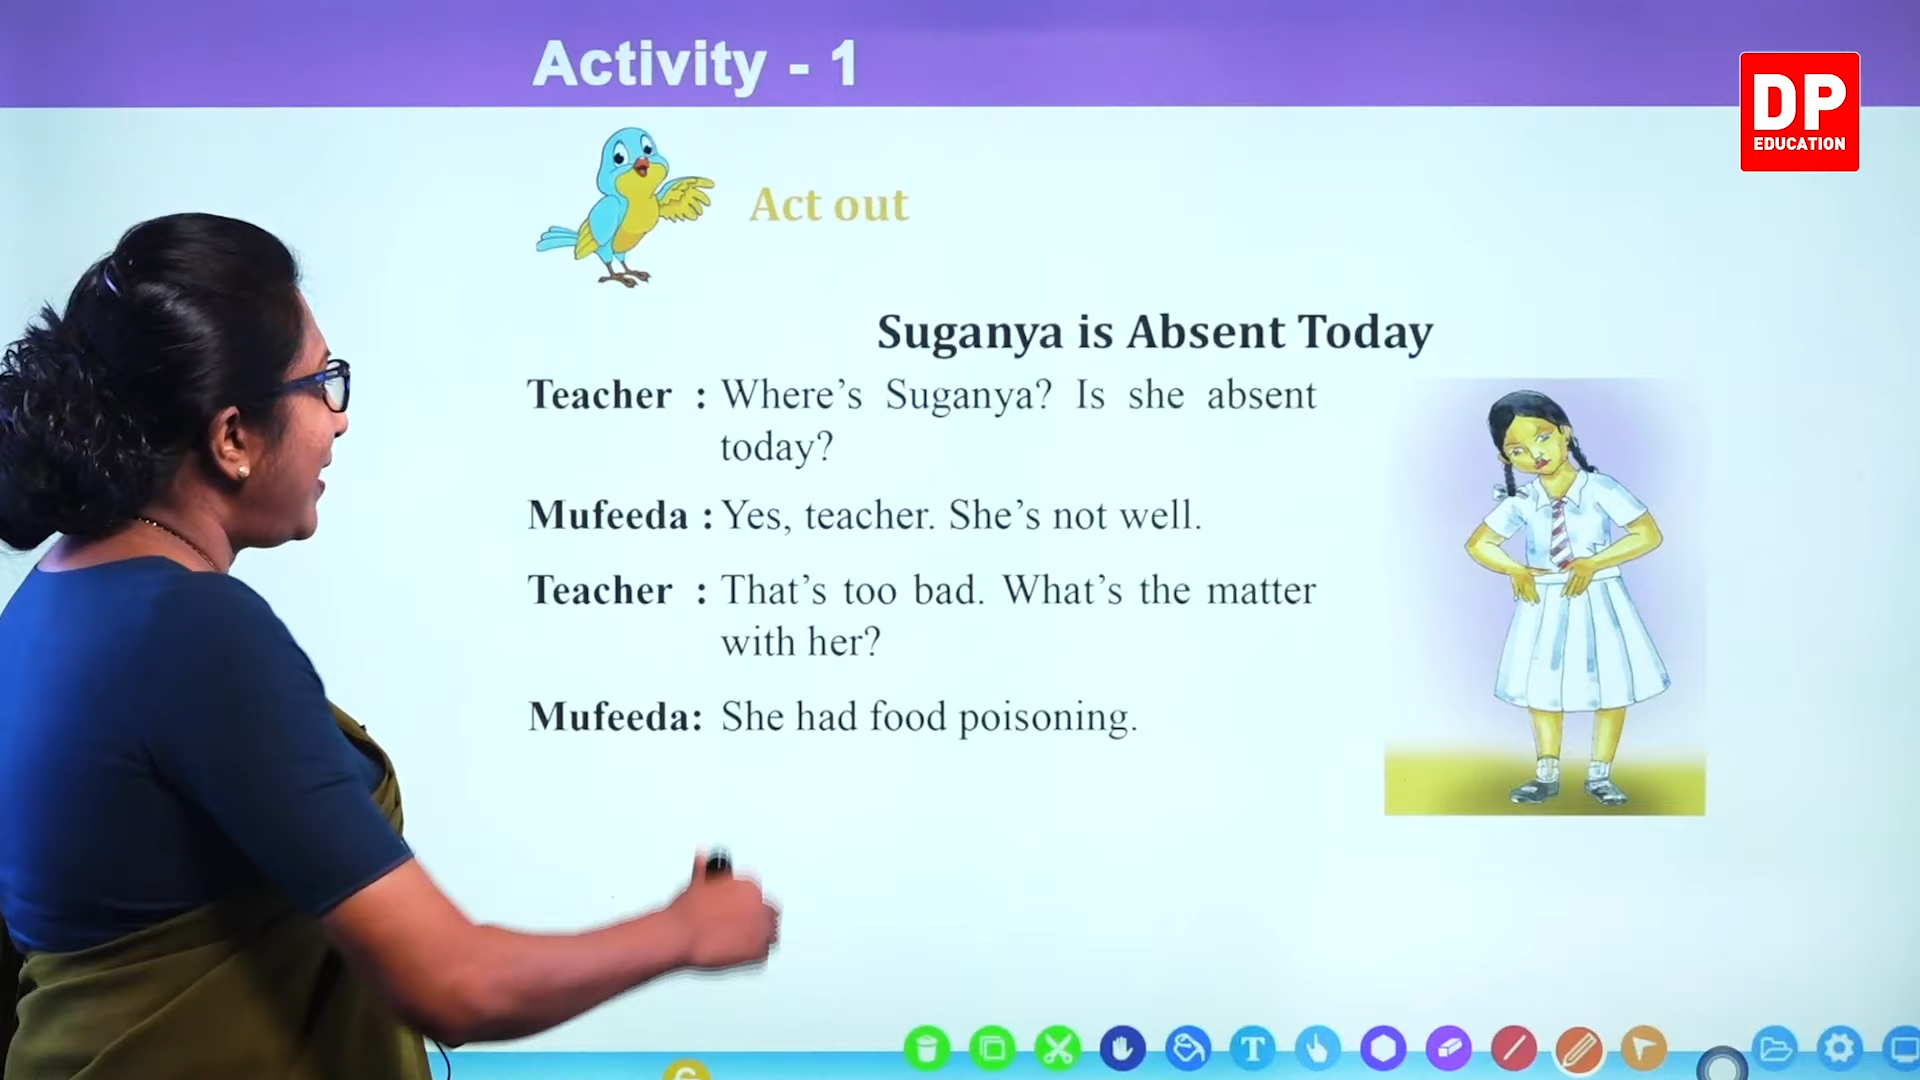 Activity - 1
DP
EDUCATION
Act out
Suganya is Absent Today
Teacher : Where's Suganya? Is she absent
today?
Mufeeda : Yes, teacher. She's not well.
Teacher : That's too bad. What's the matter
with her?
Mufeeda: She had food poisoning.
T